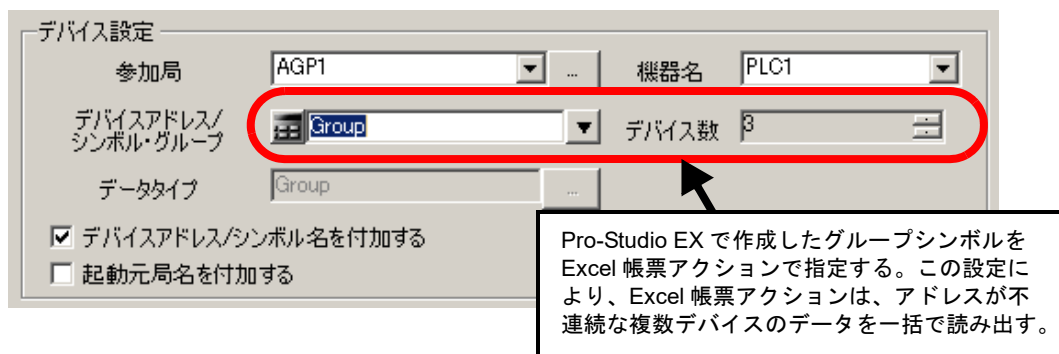 デバイス設定
参加局 AGP1 ... 機器名 PLC1
デバイスアドレス/
シンボル・グループ Group デバイス数 3
データタイプ Group ...
デバイスアドレス/シンボル名を付加する
起動元局名を付加する
Pro-Studio EX で作成したグループシンボルを
Excel 帳票アクションで指定する。この設定に
より、Excel 帳票アクションは、アドレスが不
連続な複数デバイスのデータを一括で読み出す。